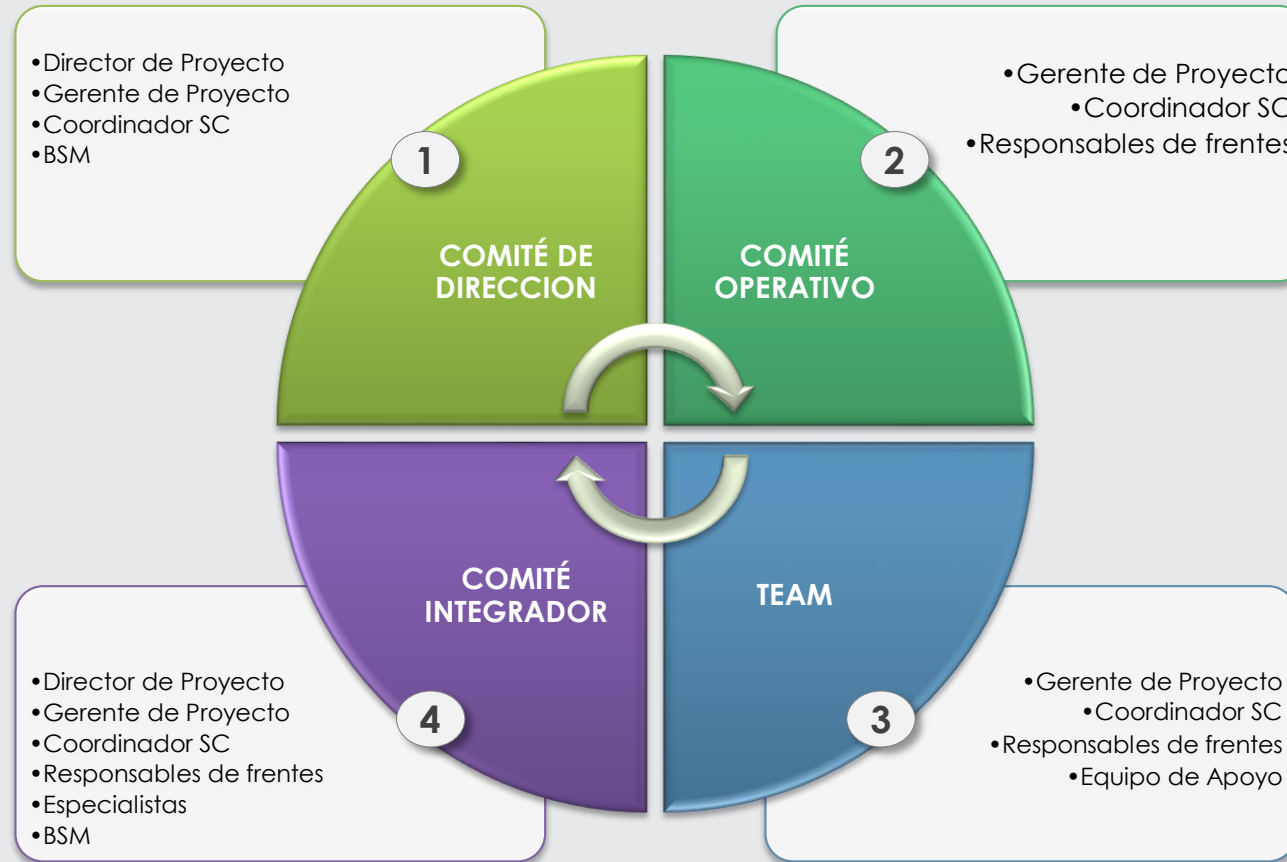 •Director de Proyecto
•Gerente de Proyecto
•Coordinador SC
•BSM
1
COMITÉ DE
DIRECCION
•Gerente de Proyecto
•Coordinador SC
•Responsables de frentes
2
COMITÉ
OPERATIVO
COMITÉ
INTEGRADOR
4
•Director de Proyecto
•Gerente de Proyecto
•Coordinador SC
•Responsables de frentes
•Especialistas
•BSM
TEAM
3
•Gerente de Proyecto
•Coordinador SC
•Responsables de frentes
•Equipo de Apoyo